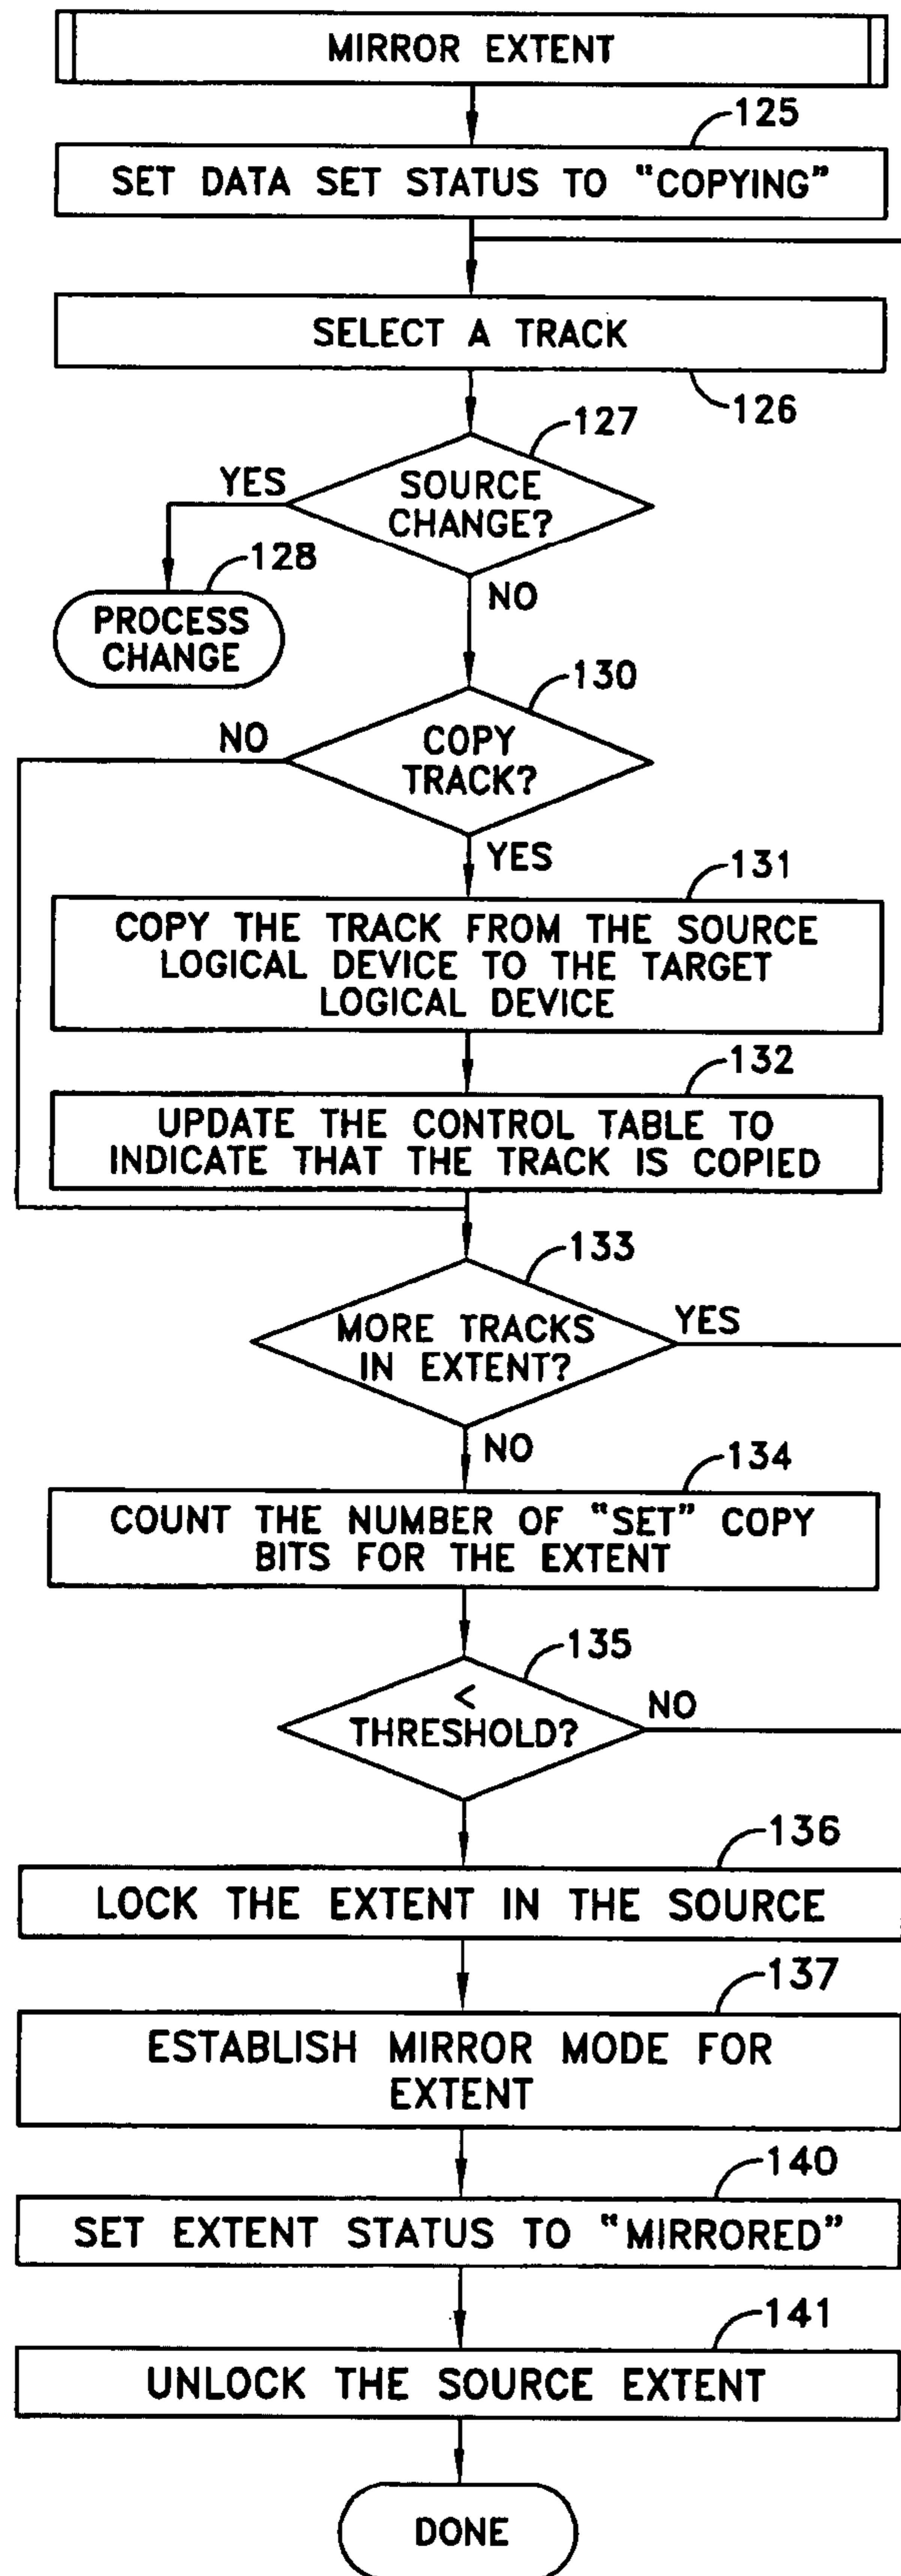 MIRROR EXTENT
125
SET DATA SET STATUS TO "COPYING"
SELECT A TRACK
126
127
YES
SOURCE
CHANGE?
128
NO
PROCESS
CHANGE
130
NO
COPY
TRACK?
YES
131
COPY THE TRACK FROM THE SOURCE
LOGICAL DEVICE TO THE TARGET
LOGICAL DEVICE
132
UPDATE THE CONTROL TABLE TO
INDICATE THAT THE TRACK IS COPIED
133
MORE TRACKS
IN EXTENT?
YES
NO
134
COUNT THE NUMBER OF "SET" COPY
BITS FOR THE EXTENT
135
<
THRESHOLD?
NO
136
LOCK THE EXTENT IN THE SOURCE
137
ESTABLISH MIRROR MODE FOR
EXTENT
140
SET EXTENT STATUS TO "MIRRORED"
141
UNLOCK THE SOURCE EXTENT
DONE